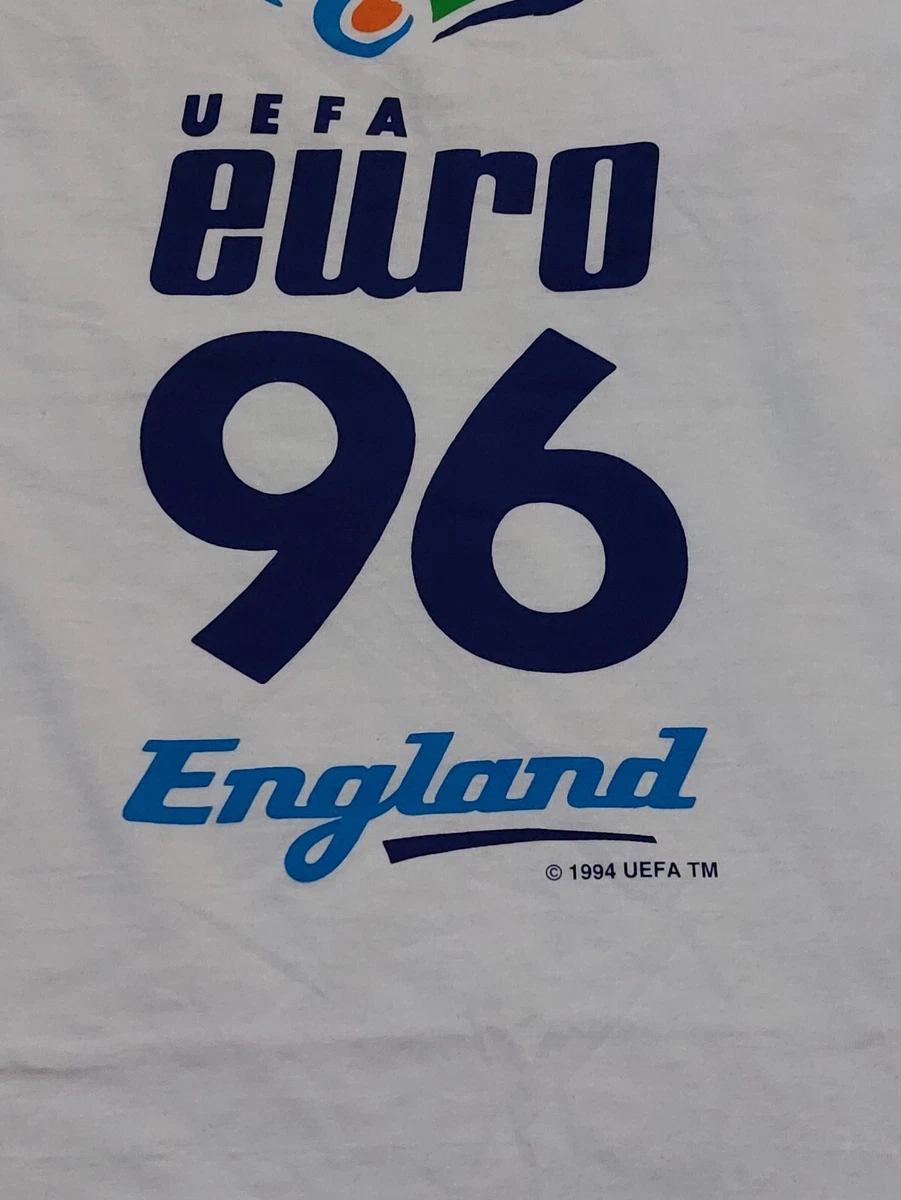 UEFA
euro
96
England
© 1994 UEFA TM